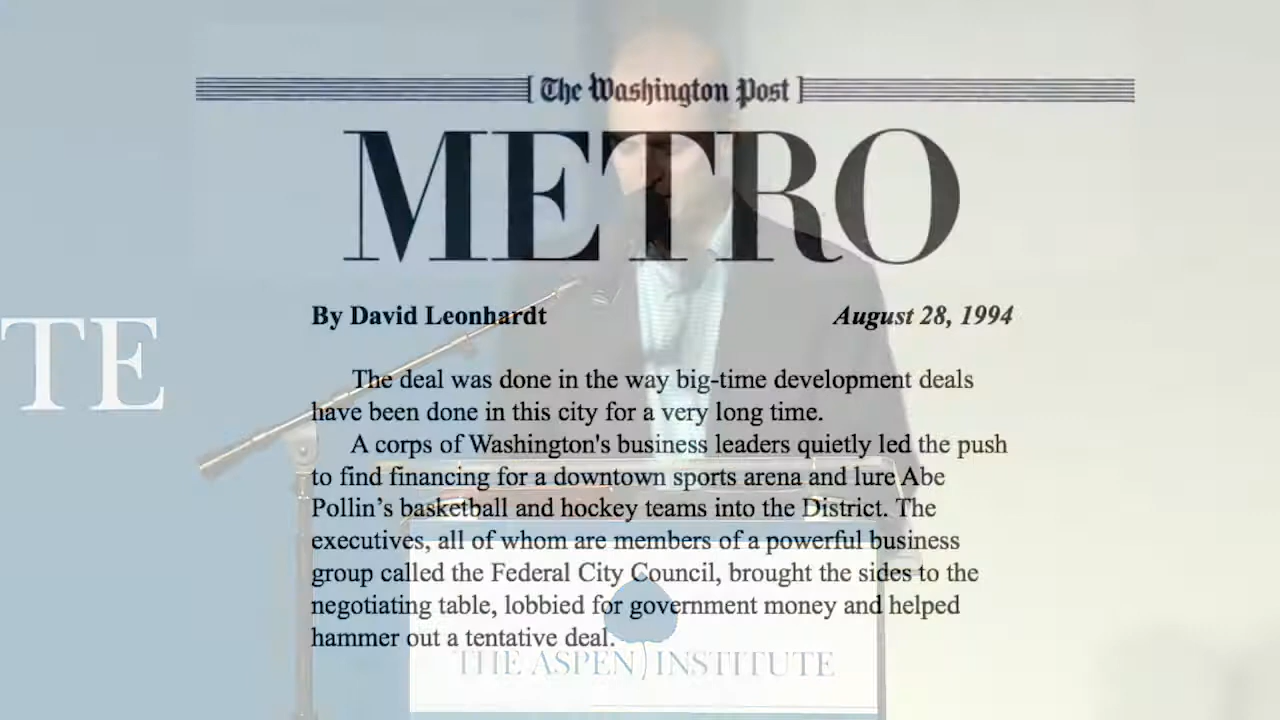 [ The Washington Post ]
METRO
By David Leonhardt August 28, 1994
The deal was done in the way big-time development deals
have been done in this city for a very long time.
A corps of Washington's business leaders quietly led the push
to find financing for a downtown sports arena and lure Abe
Pollin’s basketball and hockey teams into the District. The
executives, all of whom are members of a powerful business
group called the Federal City Council, brought the sides to the
negotiating table, lobbied for government money and helped
hammer out a tentative deal.
TE
THE ASPEN INSTITUTE